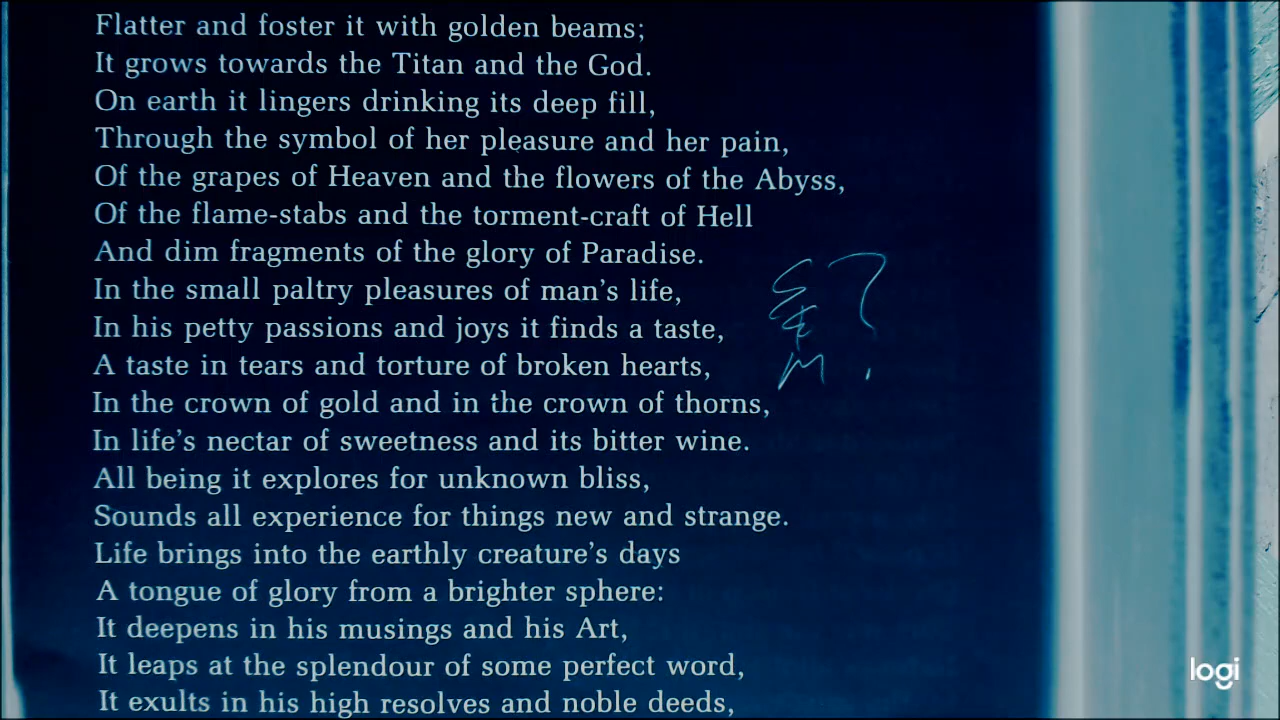 Flatter and foster it with golden beams;
It grows towards the Titan and the God.
On earth it lingers drinking its deep fill,
Through the symbol of her pleasure and her pain,
Of the grapes of Heaven and the flowers of the Abyss,
Of the flame-stabs and the torment-craft of Hell
And dim fragments of the glory of Paradise.
In the small paltry pleasures of man's life,
In his petty passions and joys it finds a taste,
A taste in tears and torture of broken hearts,
In the crown of gold and in the crown of thorns,
In life's nectar of sweetness and its bitter wine.
All being it explores for unknown bliss,
Sounds all experience for things new and strange.
Life brings into the earthly creature's days
A tongue of glory from a brighter sphere:
It deepens in his musings and his Art,
It leaps at the splendour of some perfect word,
It exults in his high resolves and noble deeds,
logi